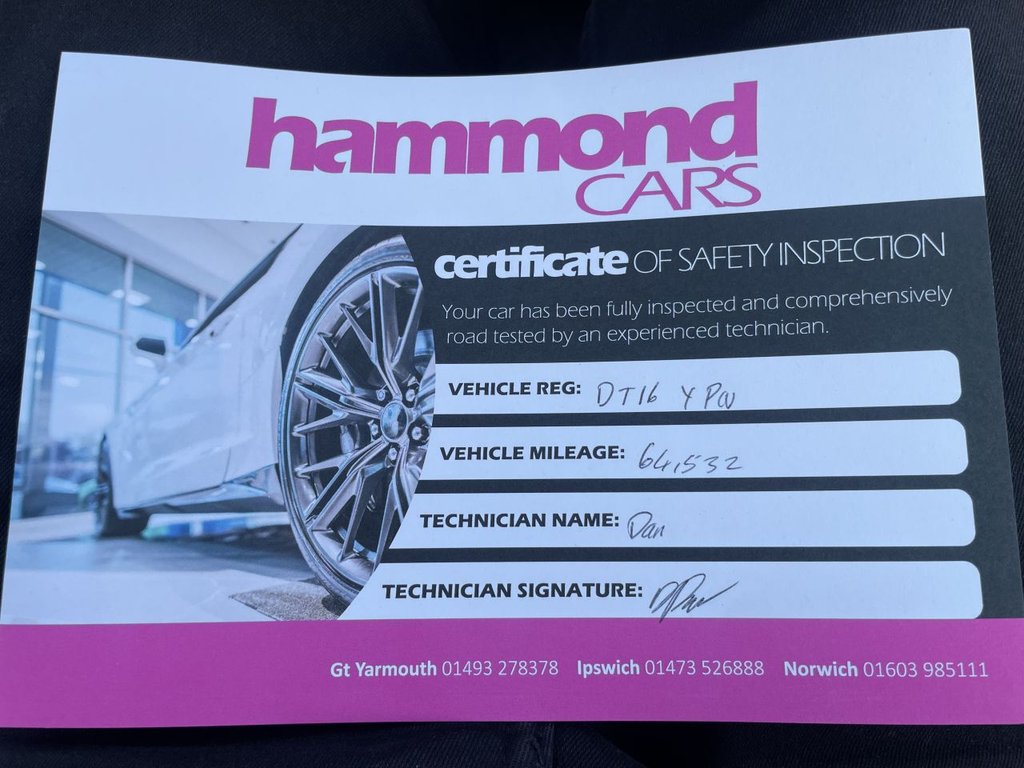 hammond
CARS
certificate OF SAFETY INSPECTION
Your car has been fully inspected and comprehensively
road tested by an experienced technician.
VEHICLE REG: DT16 Y
VEHICLE MILEAGE: 64,532
TECHNICIAN NAME: Dan
TECHNICIAN SIGNATURE:
Gt Yarmouth 01493 278378 Ipswich 01473 526888 Norwich 01603 985111